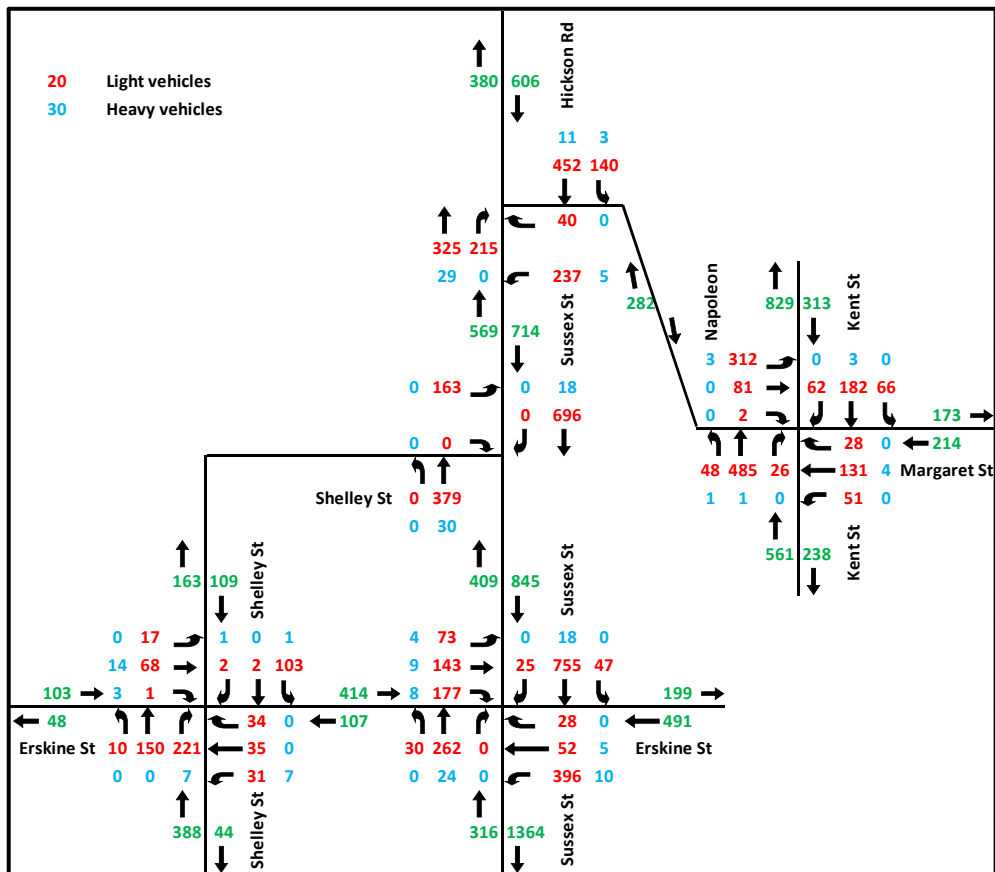 Hickson Rd
380 606
20 Light vehicles
30 Heavy vehicles
11 3
452 140
40 0
325 215
29 0
237 5
569 714
Sussex St
282
Napoleon
829 313
Kent St
0 163 0 18
0 696
0 0
3 312 0 3 0
0 81 62 182 66
0 2
173
214
28 0
48 485 26 131 4 Margaret St
1 1 0 51 0
561 238
Kent St
Shelley St 0 379
0 30
Shelley St
163 109
409 845
Sussex St
0 17 1 0 1
14 68 2 2 103
103 3 1
48
4 73 0 18 0
9 143 25 755 47
414 8 177
107
199
491
34 0
Erskine St 10 150 221 35 0
0 0 7 31 7
28 0
30 262 0 52 5 Erskine St
0 24 0 396 10
388 44
Shelley St
316 1364
Sussex St